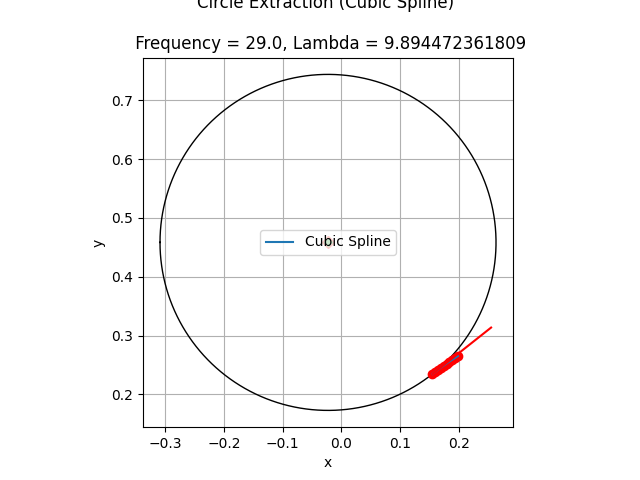 Circle Extraction (Cubic Spline)
Frequency = 29.0, Lambda = 9.894472361809
0.7
0.6
0.5
0.4
0.3
0.2
y
Cubic Spline
−0.3 −0.2 −0.1 0.0 0.1 0.2
x